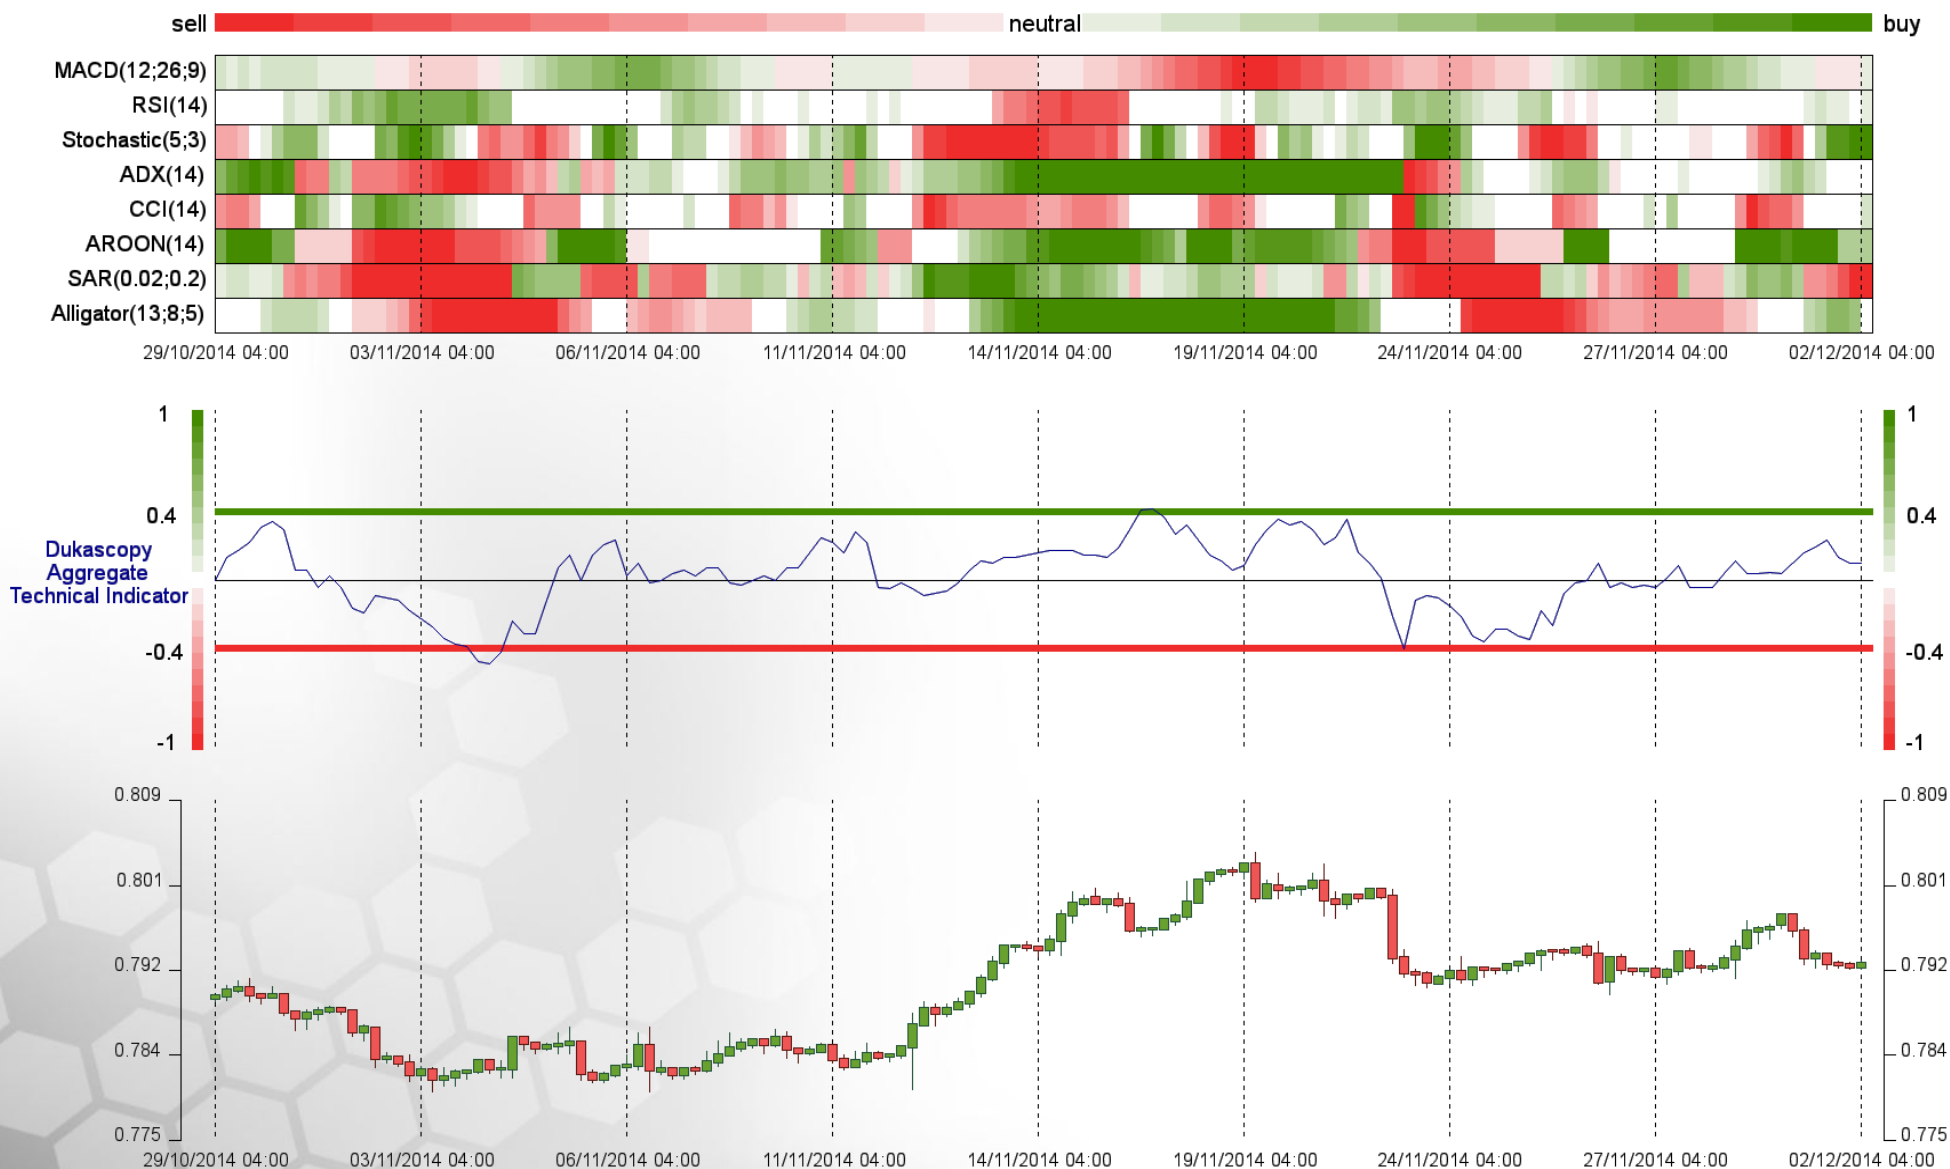 sell neutral buy
MACD(12;26;9)
RSI(14)
Stochastic(5;3)
ADX(14)
CCI(14)
AROON(14)
SAR(0.02;0.2)
Alligator(13;8;5)
29/10/2014 04:00 03/11/2014 04:00 06/11/2014 04:00 11/11/2014 04:00 14/11/2014 04:00 19/11/2014 04:00 24/11/2014 04:00 27/11/2014 04:00 02/12/2014 04:00
1 1
0.4 0.4
Dukascopy
Aggregate
Technical Indicator
-0.4 -0.4
-1 -1
0.809 0.809
0.801 0.801
0.792 0.792
0.784 0.784
0.775 0.775
29/10/2014 04:00 03/11/2014 04:00 06/11/2014 04:00 11/11/2014 04:00 14/11/2014 04:00 19/11/2014 04:00 24/11/2014 04:00 27/11/2014 04:00 02/12/2014 04:00